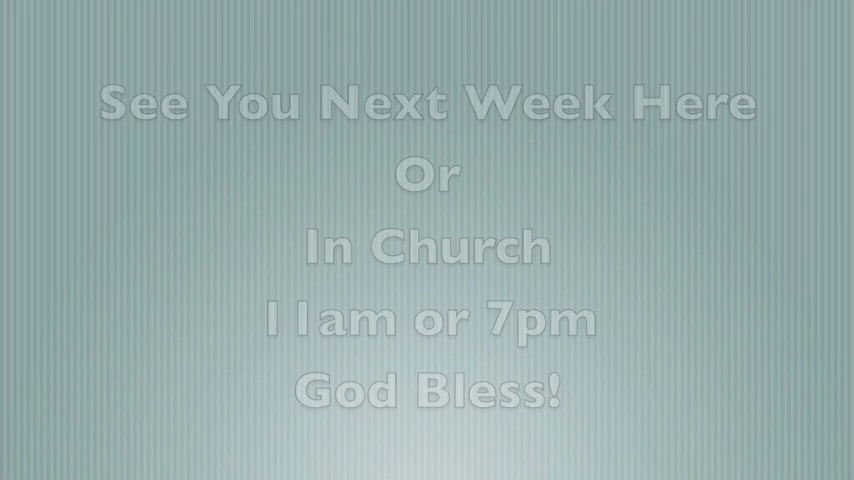 See You Next Week Here
Or
In Church
11am or 7pm
God Bless!